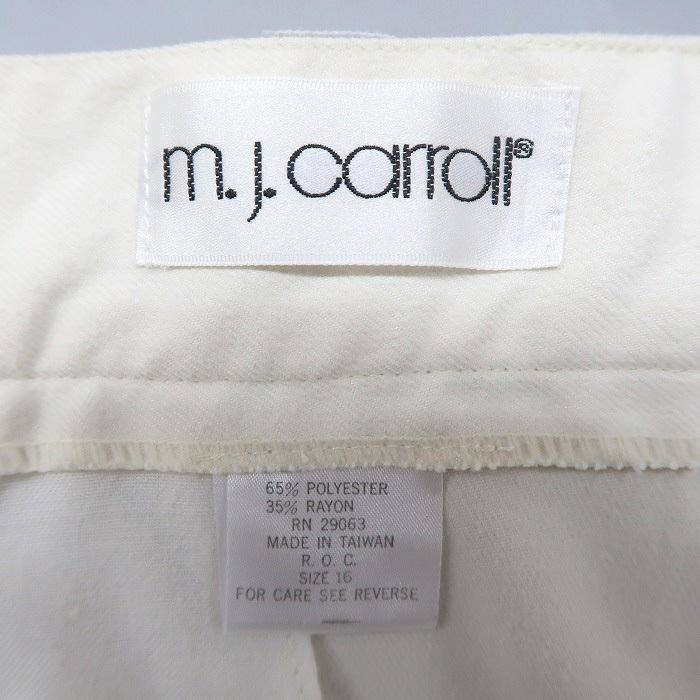 m.j. carroll®
65% POLYESTER
35% RAYON
RN 29063
MADE IN TAIWAN
R. O. C.
SIZE 16
FOR CARE SEE REVERSE